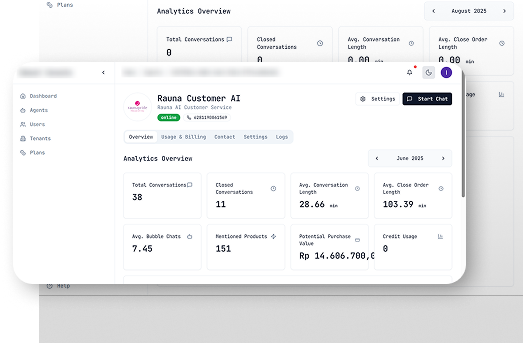 Plans
Analytics Overview
August 2025
Total Conversations
0
Closed Conversations
Avg. Conversation Length
0.00 min
Avg. Close Order Length
0.00 min
Rauna Customer AI
Rauna AI Customer Service
online
Settings
Start Chat
Dashboard
Agents
Users
Tenants
Plans
Overview
Usage & Billing
Contact
Settings
Logs
Analytics Overview
June 2025
Total Conversations
38
Closed
Conversations
11
Avg. Conversation
Length
28.66 min
Avg. Close Order
Length
103.39 min
Avg. Bubble Chats
7.45
Mentioned Products
151
Potential Purchase
Value
Rp 14.606.700,0
Credit Usage
0
Help